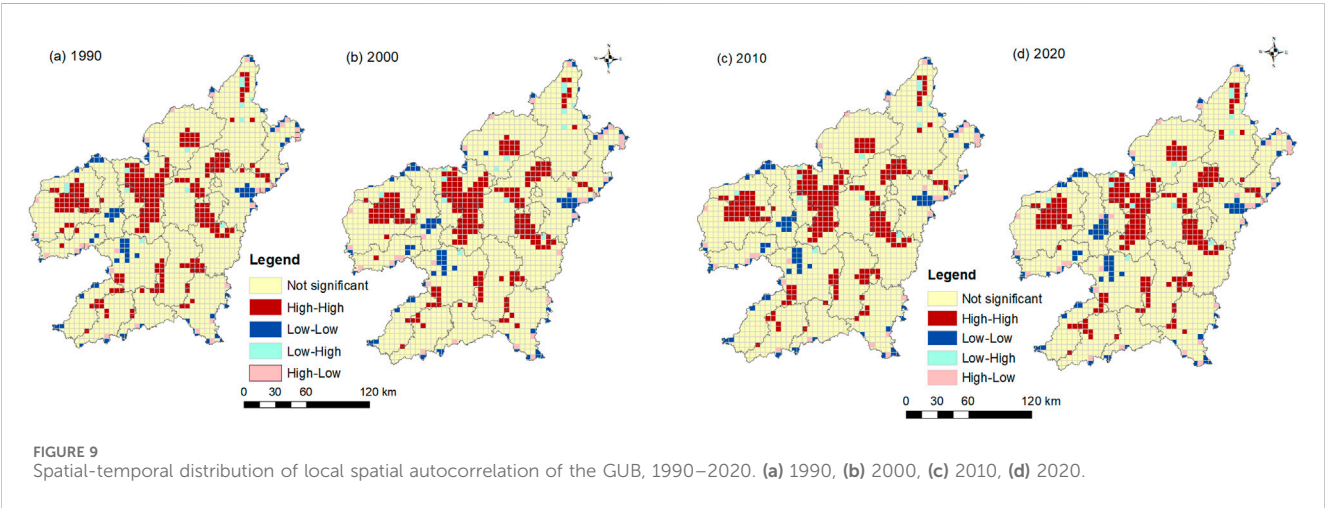 (a) 1990
(b) 2000
(c) 2010
(d) 2020
N
W E
S
N
W E
S
Legend
Not significant
High-High
Low-Low
Low-High
High-Low
0 30 60 120 km
Legend
Not significant
High-High
Low-Low
Low-High
High-Low
0 30 60 120 km
FIGURE 9
Spatial-temporal distribution of local spatial autocorrelation of the GUB, 1990–2020. (a) 1990, (b) 2000, (c) 2010, (d) 2020.